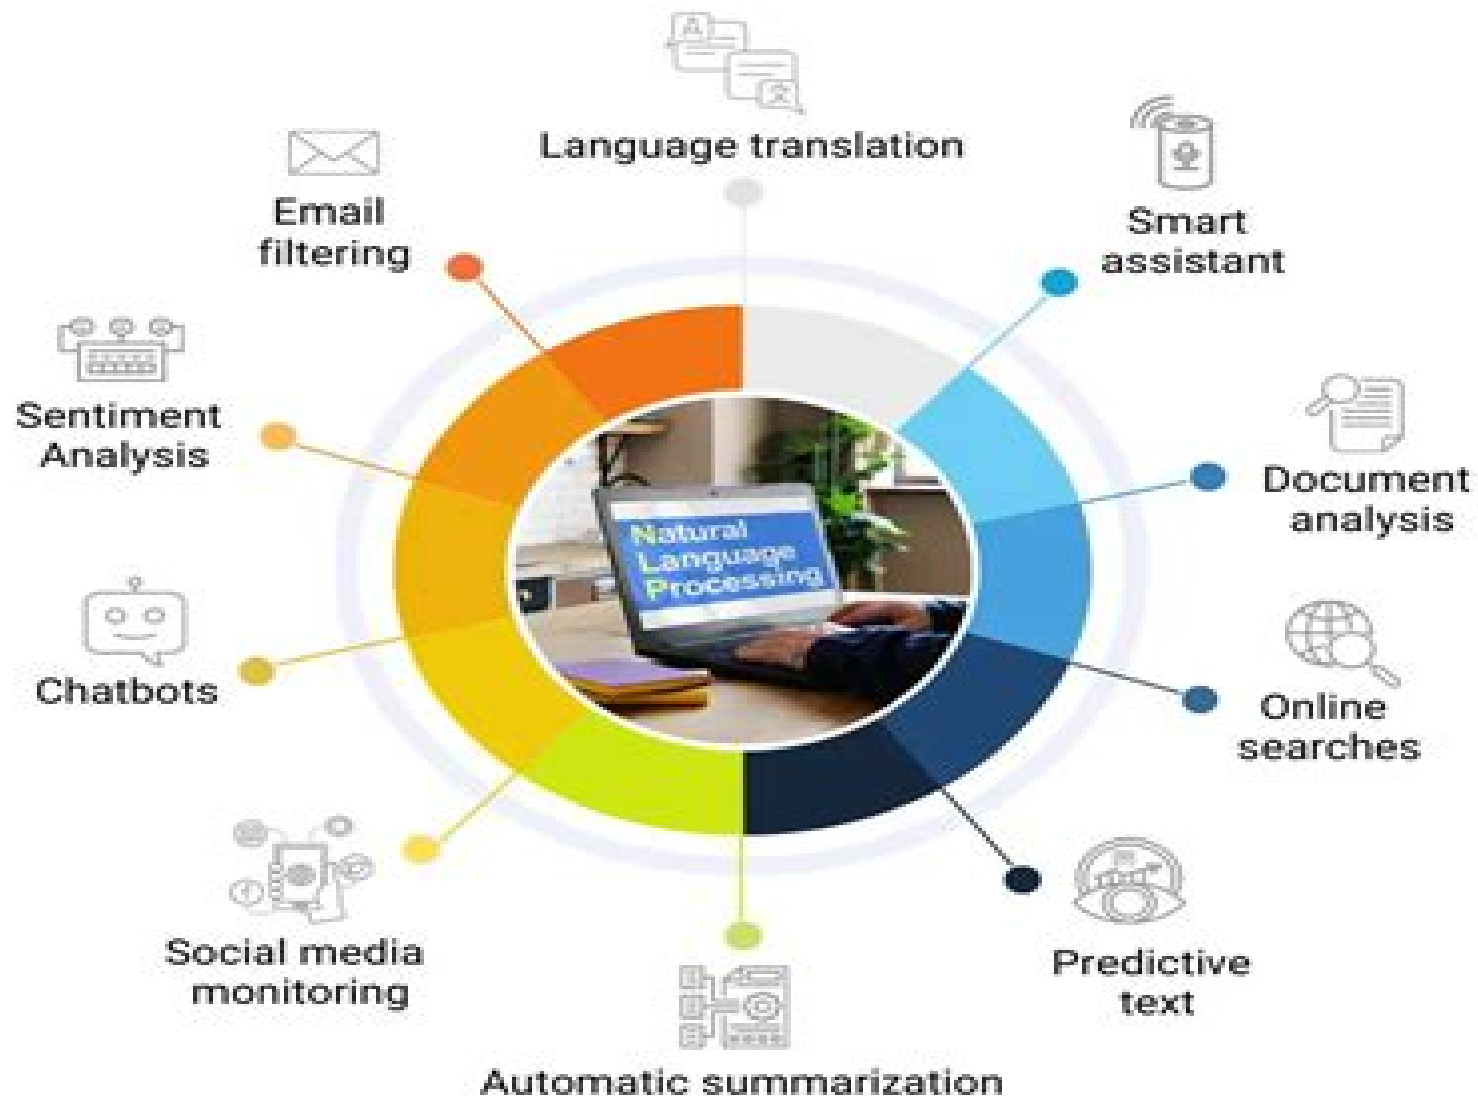 Language translation
Smart
assistant
Document
analysis
Online
searches
Predictive
text
Automatic summarization
Social media
monitoring
Chatbots
Sentiment
Analysis
Email
filtering
Natural
Language
Processing